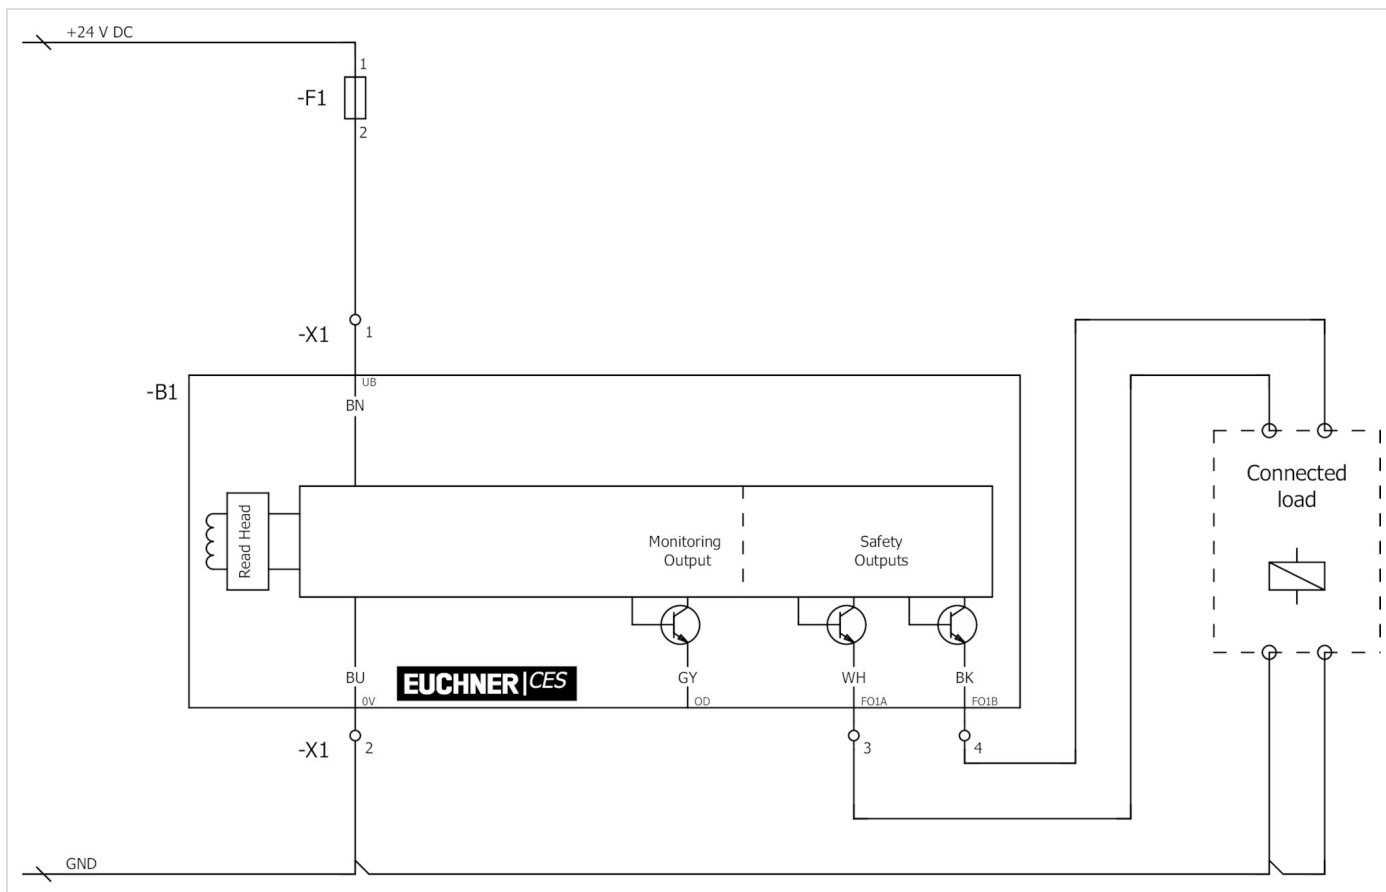 +24 V DC
1
-F1
2
-X1
1
-B1
UB
BN
Connected
load
Read Head
Monitoring
Output
Safety
Outputs
BU
EUCHNER|CES
GY
WH
BK
0V
OD
FO1A
FO1B
-X1
2
3
4
GND